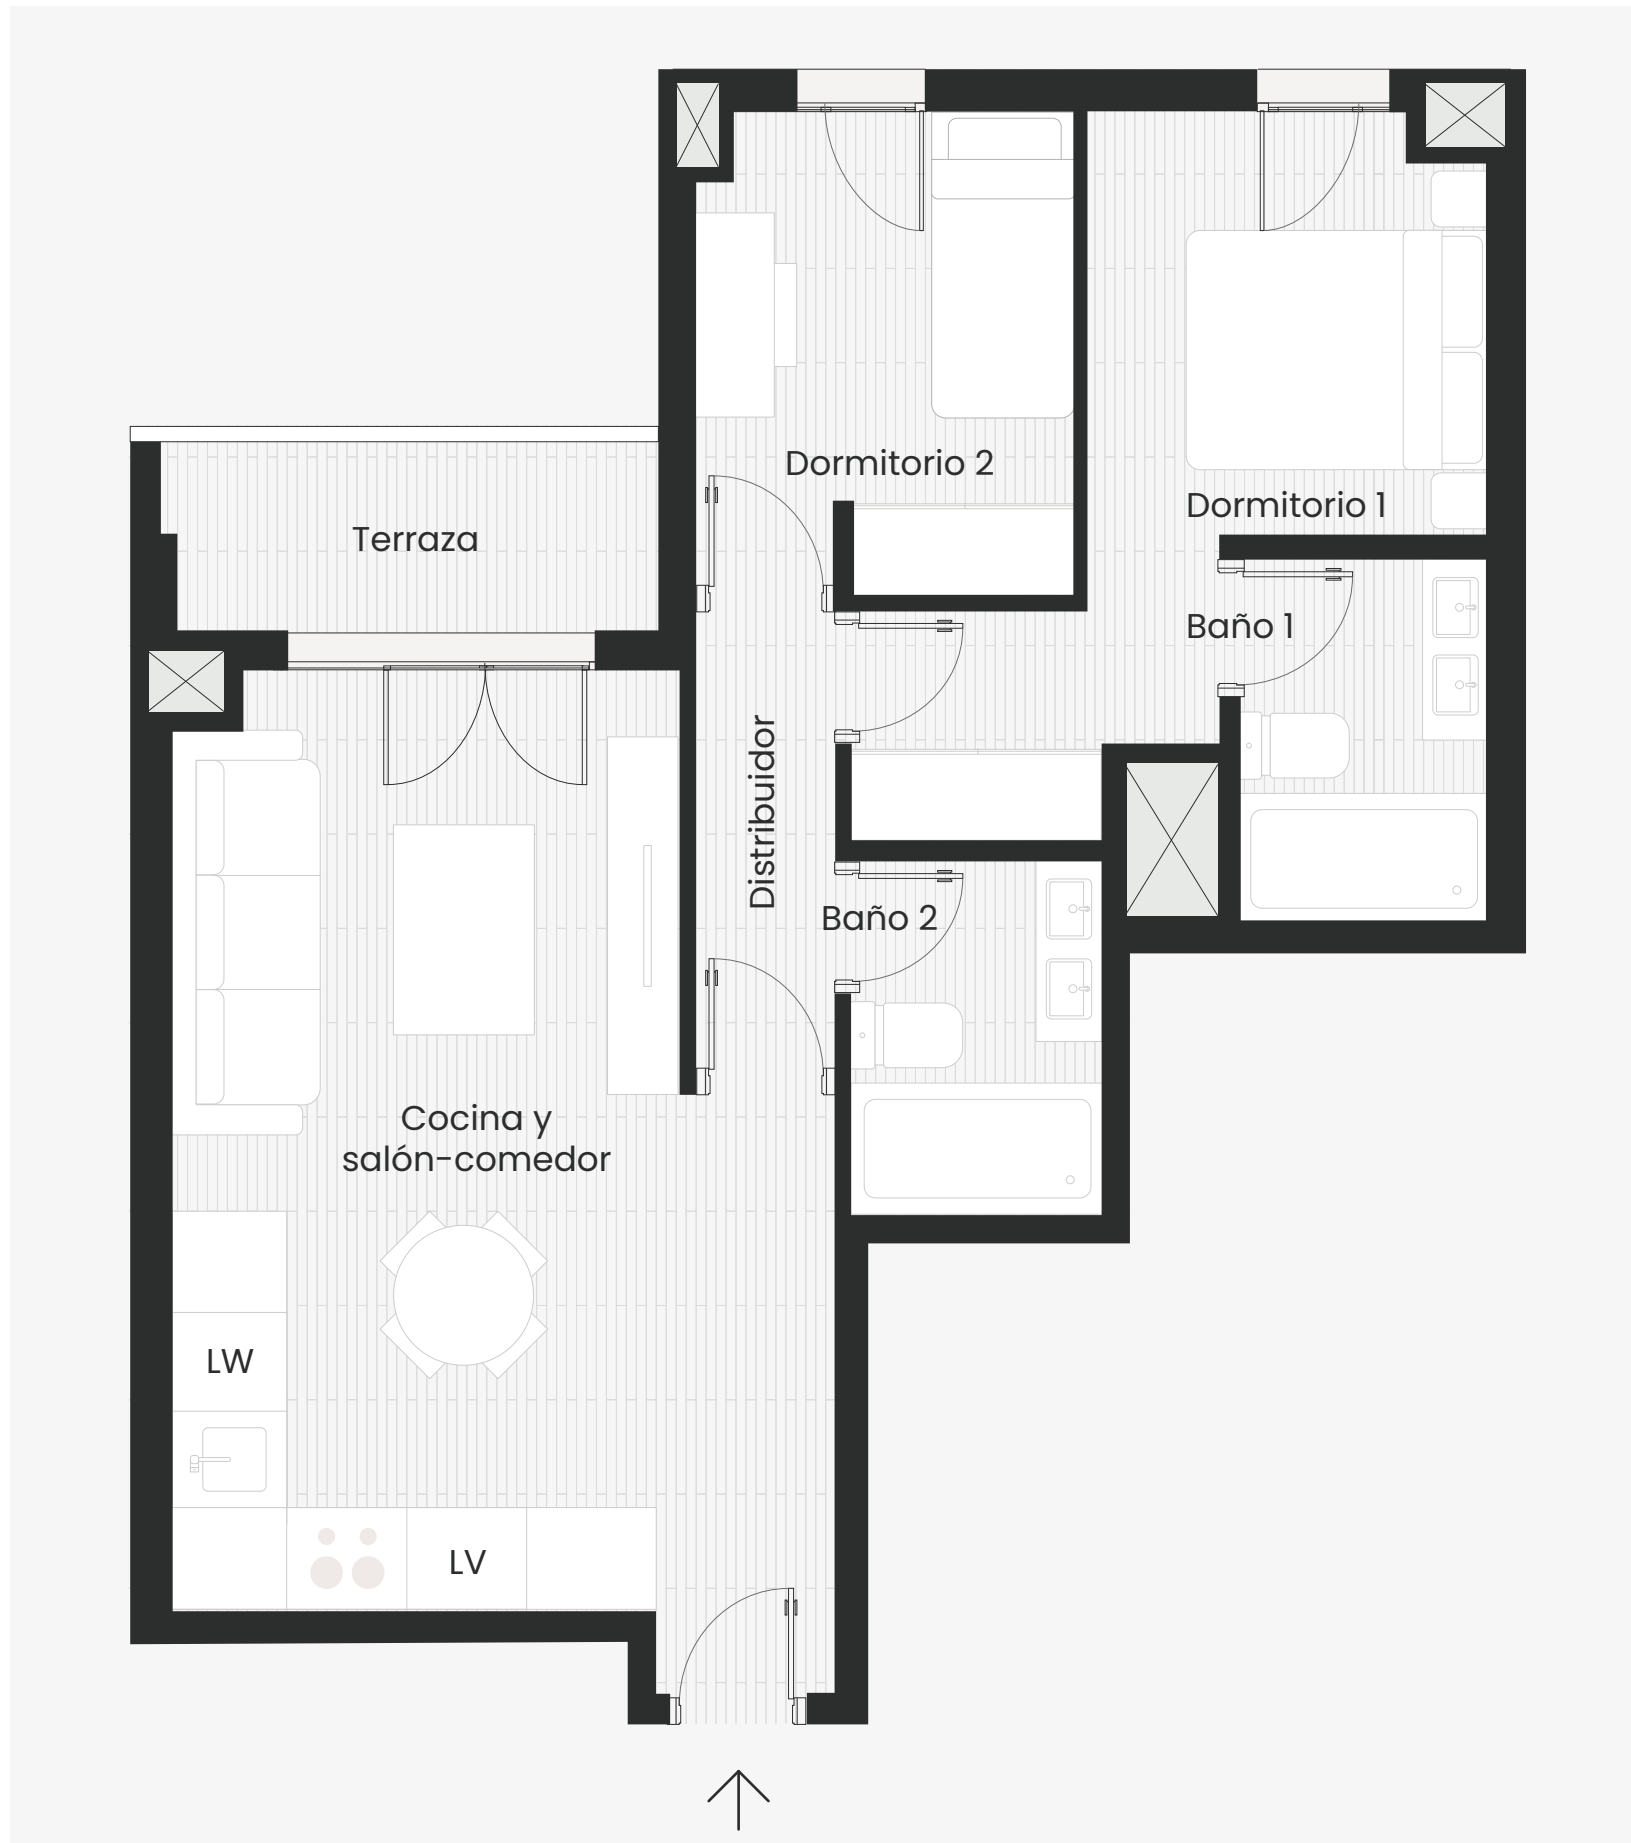 Dormitorio 2
Dormitorio 1
Terraza
Baño 1
Distribuidor
Baño 2
Cocina y
salón-comedor
LW
LV